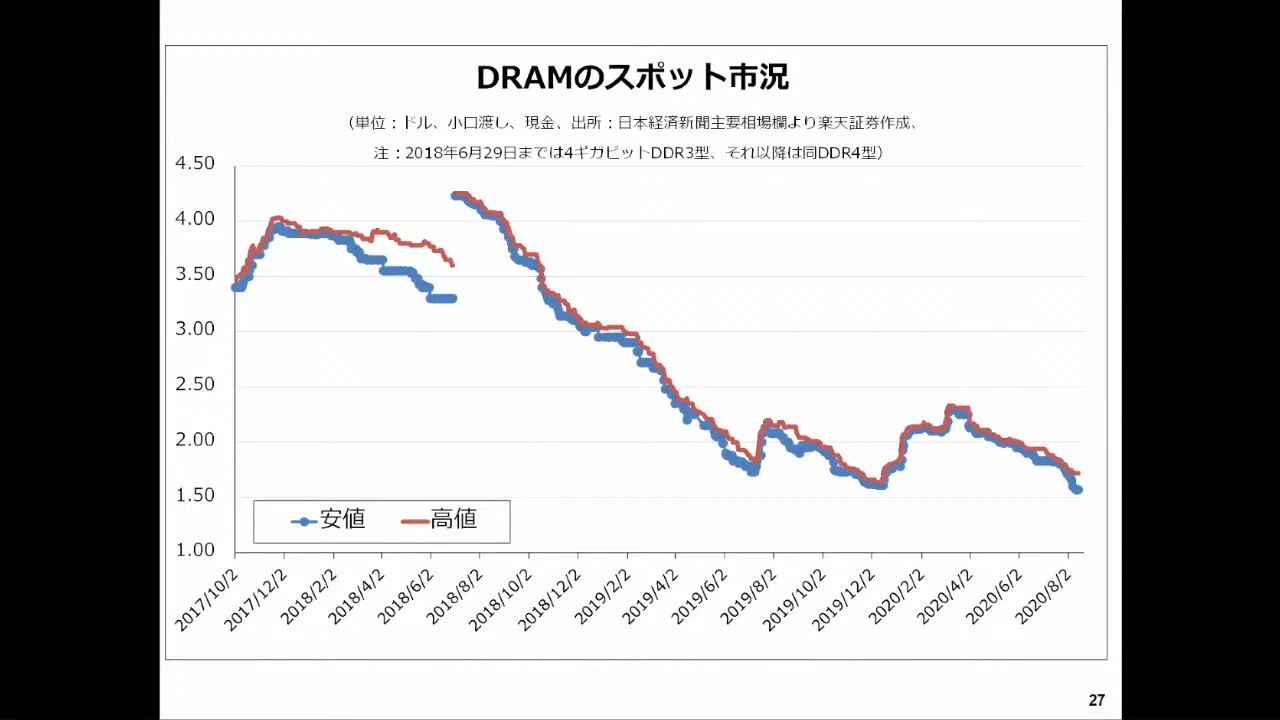 DRAMのスポット市況
（単位：ドル、小口渡し、現金、出所：日本経済新聞主要相場欄より楽天証券作成、
注：2018年6月29日までは4ギガビットDDR3型、それ以降は同DDR4型）
4.50
4.00
3.50
3.00
2.50
2.00
1.50
1.00
安値 高値
2017/10/2 2017/12/2 2018/2/2 2018/4/2 2018/6/2 2018/8/2 2018/10/2 2018/12/2 2019/2/2 2019/4/2 2019/6/2 2019/8/2 2019/10/2 2019/12/2 2020/2/2 2020/4/2 2020/6/2 2020/8/2
27